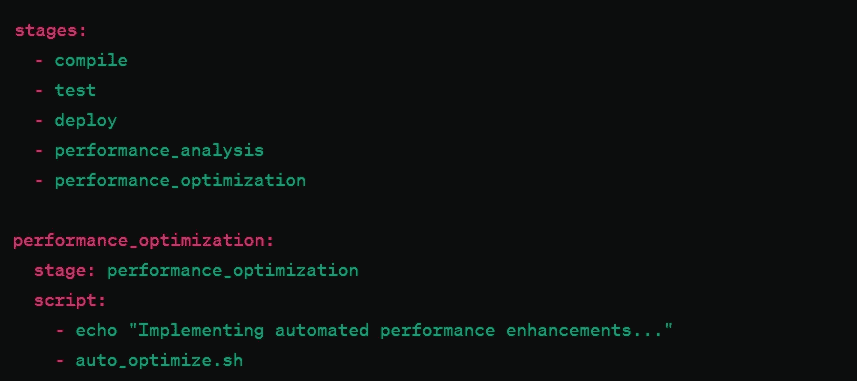 stages:
  - compile
  - test
  - deploy
  - performance_analysis
  - performance_optimization
performance_optimization:
  stage: performance_optimization
  script:
    - echo "Implementing automated performance enhancements..."
    - auto_optimize.sh